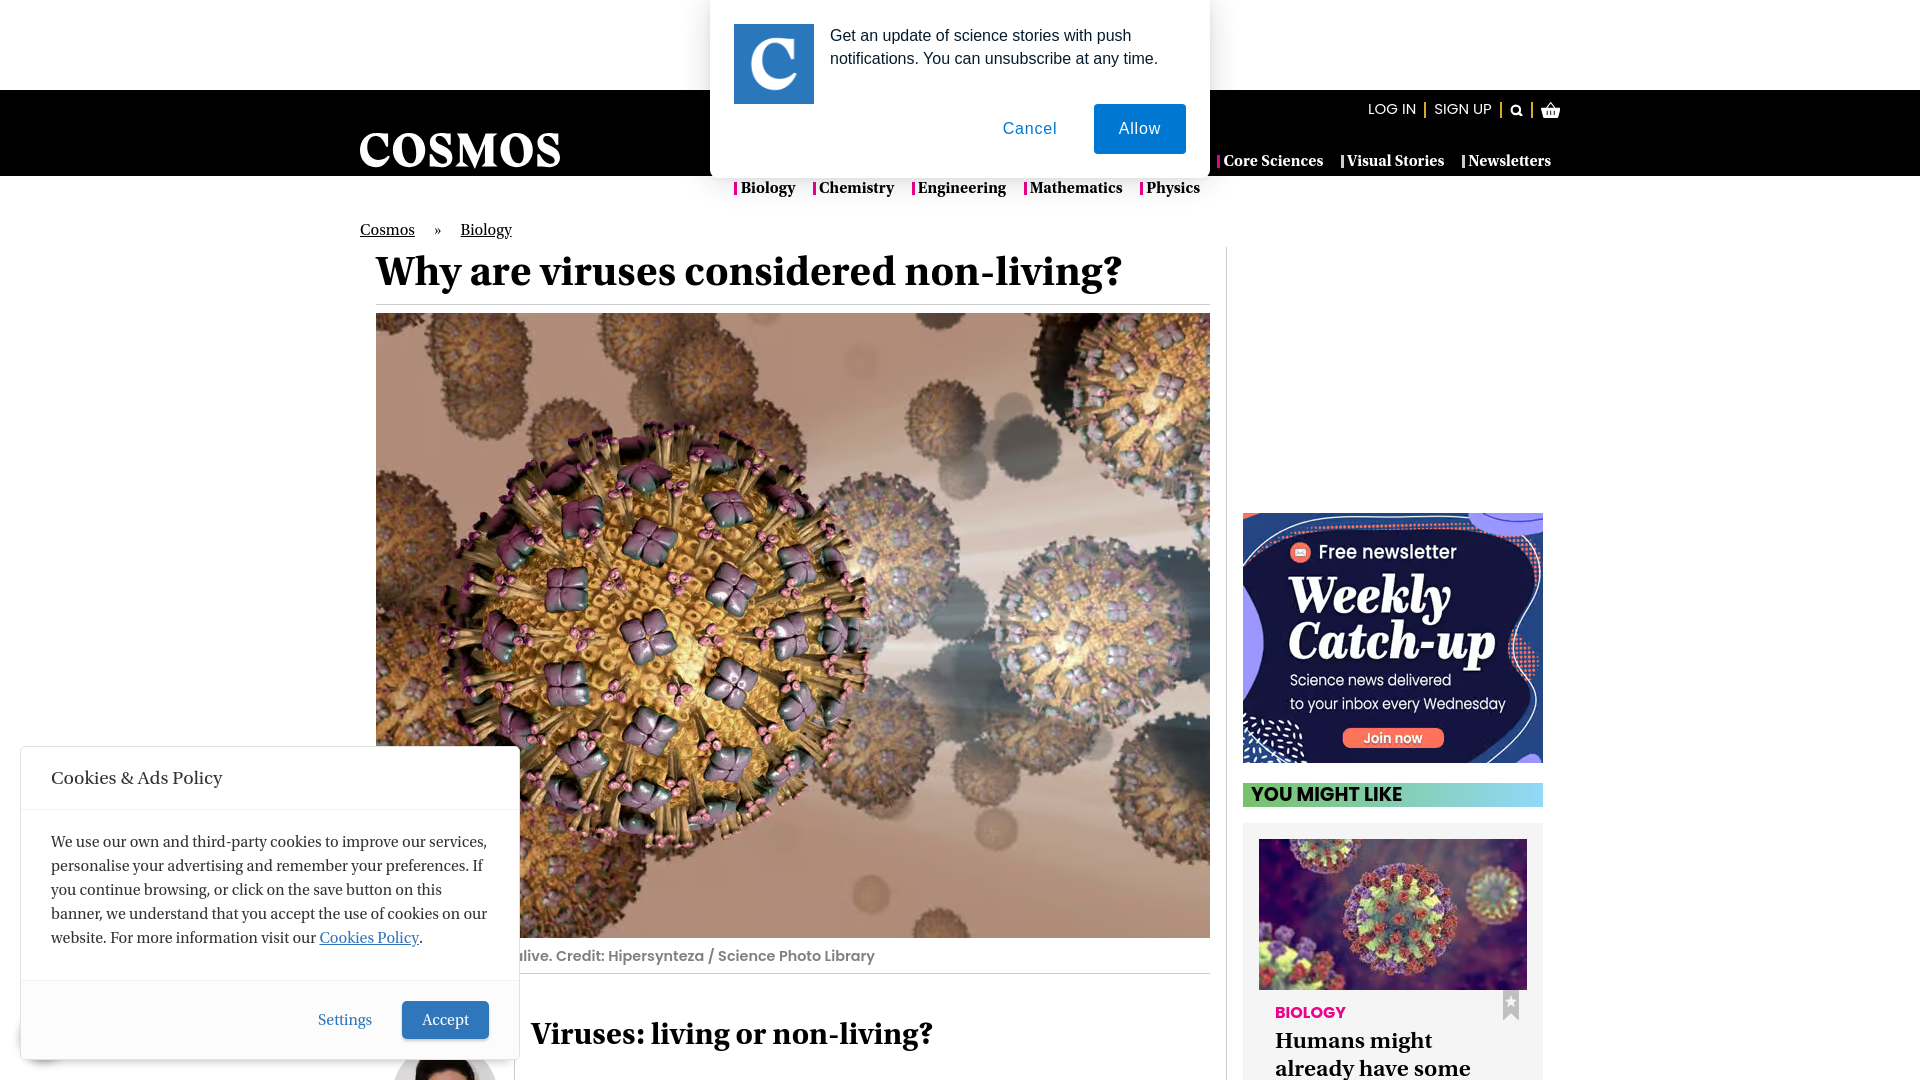 C
Get an update of science stories with push
notifications. You can unsubscribe at any time.
Cancel
Allow
LOG IN
SIGN UP
COSMOS
Core Sciences
Visual Stories
Newsletters
Biology
Chemistry
Engineering
Mathematics
Physics
Cosmos » Biology
Why are viruses considered non-living?
Free newsletter
Weekly
Catch-up
Science news delivered
to your inbox every Wednesday
Join now
YOU MIGHT LIKE
Cookies & Ads Policy
We use our own and third-party cookies to improve our services,
personalise your advertising and remember your preferences. If
you continue browsing, or click on the save button on this
banner, we understand that you accept the use of cookies on our
website. For more information visit our Cookies Policy.
Settings
Accept
alive. Credit: Hipersynteza / Science Photo Library
Viruses: living or non-living?
BIOLOGY
Humans might
already have some